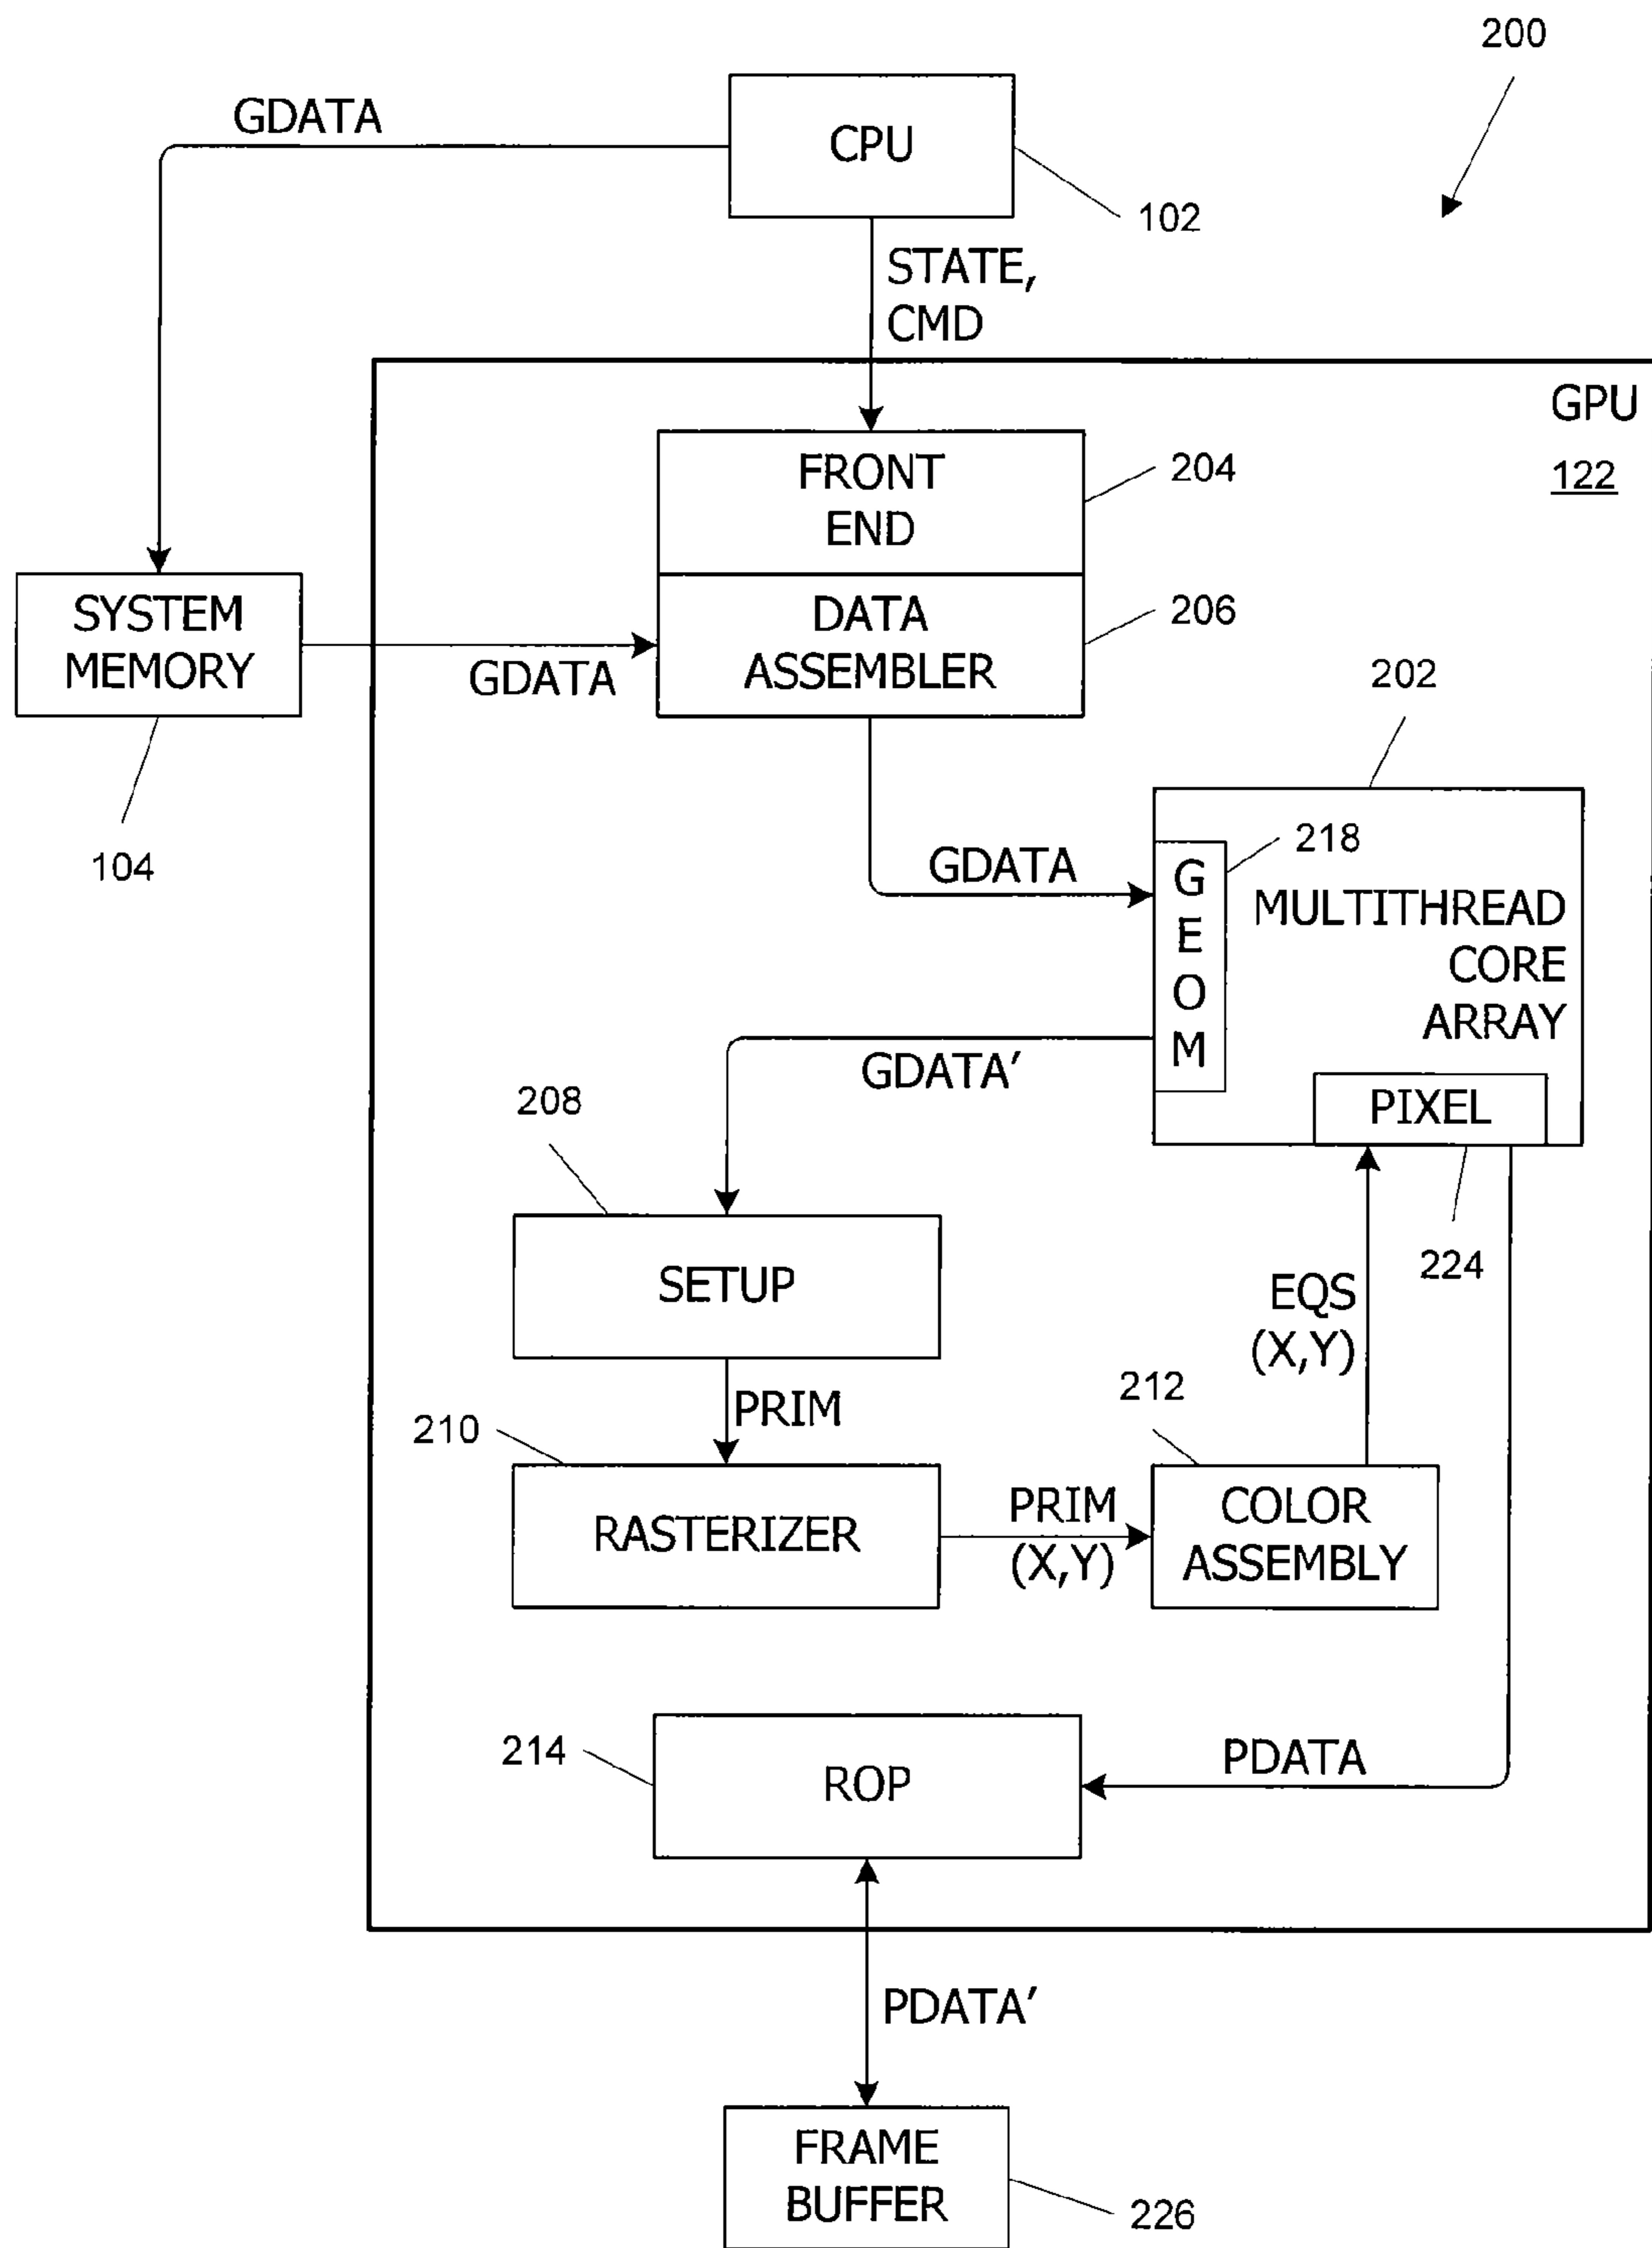 200
GDATA
CPU
102
STATE,
CMD
GPU
122
FRONT
END
204
SYSTEM
MEMORY
104
GDATA
DATA
ASSEMBLER
206
202
GDATA
218
GEOM
MULTITHREAD
CORE
ARRAY
GDATA’
PIXEL
224
208
SETUP
EQS
(X,Y)
PRIM
210
RASTERIZER
PRIM
(X,Y)
212
COLOR
ASSEMBLY
214
ROP
PDATA
PDATA’
FRAME
BUFFER
226